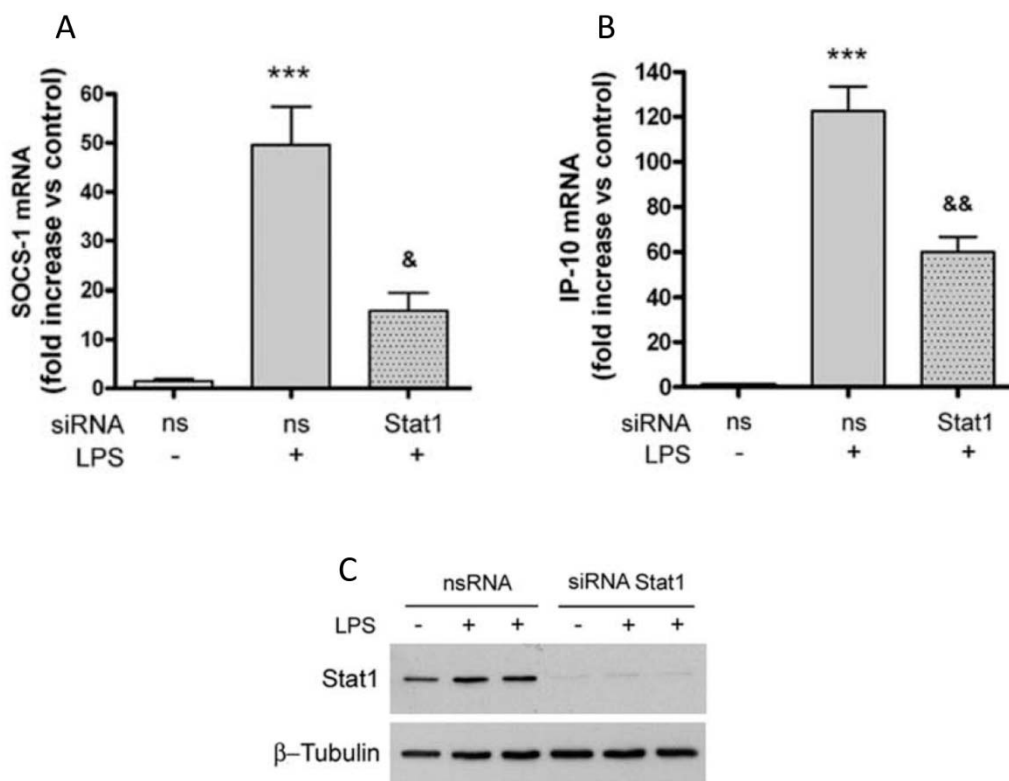 A
SOCS-1 mRNA
(fold increase vs control)
60
50
40
30
20
10
0
***
&
siRNA ns ns Stat1
LPS - + +
B
IP-10 mRNA
(fold increase vs control)
140
120
100
80
60
40
20
0
***
&&
siRNA ns ns Stat1
LPS - + +
C
nsRNA siRNA Stat1
LPS - + + - + +
Stat1
β–Tubulin